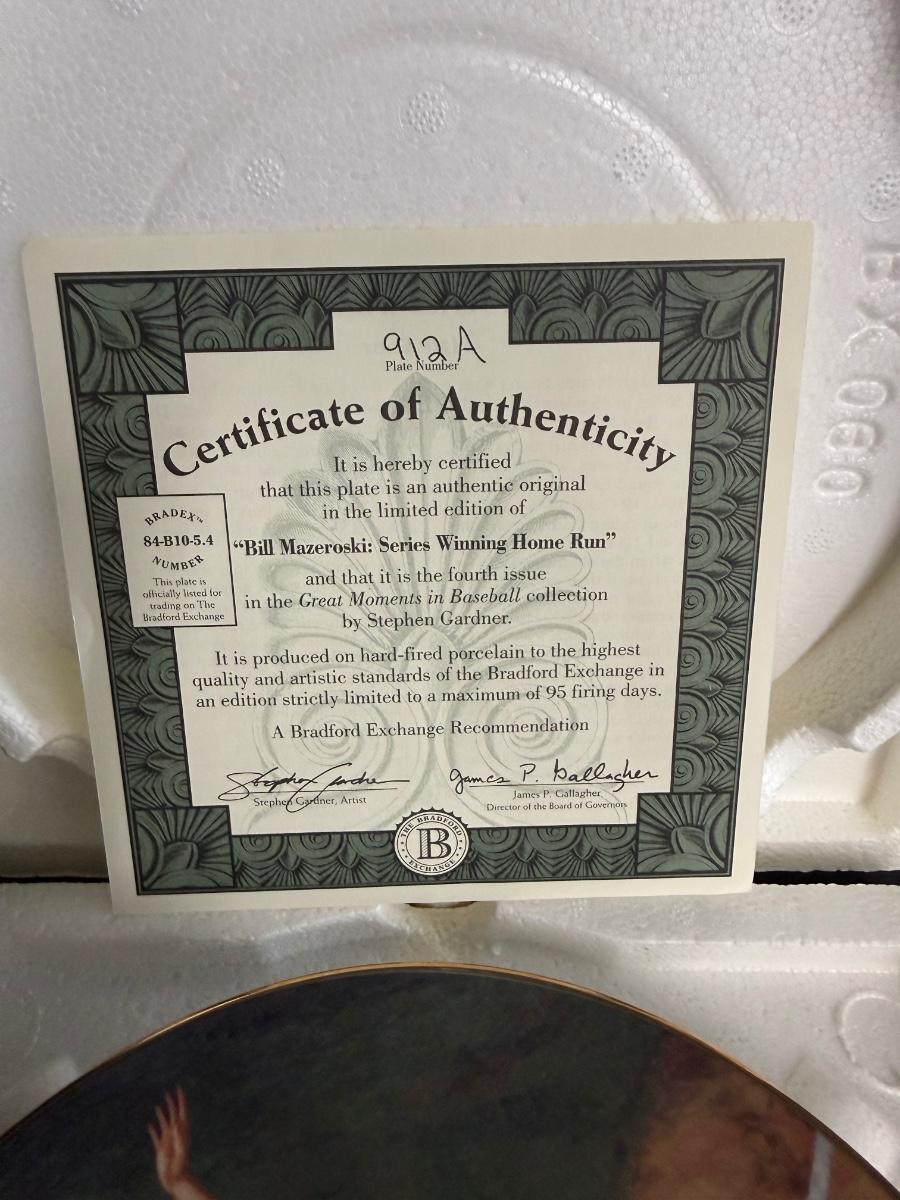 912A
Plate Number
Certificate of Authenticity
It is hereby certified
that this plate is an authentic original
in the limited edition of
“Bill Mazeroski: Series Winning Home Run”
and that it is the fourth issue
in the Great Moments in Baseball collection
by Stephen Gardner.
BRADEX™
84-B10-5.4
NUMBER
This plate is
officially listed for
trading on The
Bradford Exchange
It is produced on hard-fired porcelain to the highest
quality and artistic standards of the Bradford Exchange in
an edition strictly limited to a maximum of 95 firing days.
A Bradford Exchange Recommendation
Stephen Gardner
Stephen Gardner, Artist
James P. Gallagher
James P. Gallagher
Director of the Board of Governors
THE BRADFORD
B
EXCHANGE